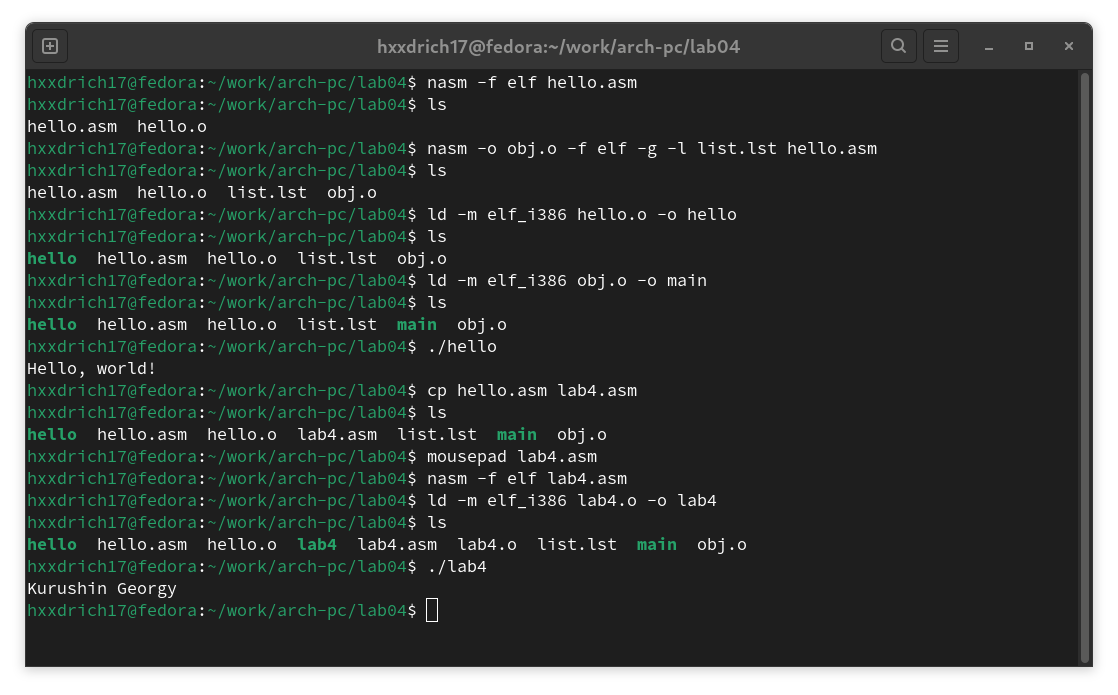 hxxdrich17@fedora:~/work/arch-pc/lab04
hxxdrich17@fedora:~/work/arch-pc/lab04$ nasm -f elf hello.asm
hxxdrich17@fedora:~/work/arch-pc/lab04$ ls
hello.asm  hello.o
hxxdrich17@fedora:~/work/arch-pc/lab04$ nasm -o obj.o -f elf -g -l list.lst hello.asm
hxxdrich17@fedora:~/work/arch-pc/lab04$ ls
hello.asm  hello.o  list.lst  obj.o
hxxdrich17@fedora:~/work/arch-pc/lab04$ ld -m elf_i386 hello.o -o hello
hxxdrich17@fedora:~/work/arch-pc/lab04$ ls
hello  hello.asm  hello.o  list.lst  obj.o
hxxdrich17@fedora:~/work/arch-pc/lab04$ ld -m elf_i386 obj.o -o main
hxxdrich17@fedora:~/work/arch-pc/lab04$ ls
hello  hello.asm  hello.o  list.lst  main  obj.o
hxxdrich17@fedora:~/work/arch-pc/lab04$ ./hello
Hello, world!
hxxdrich17@fedora:~/work/arch-pc/lab04$ cp hello.asm lab4.asm
hxxdrich17@fedora:~/work/arch-pc/lab04$ ls
hello  hello.asm  hello.o  lab4.asm  list.lst  main  obj.o
hxxdrich17@fedora:~/work/arch-pc/lab04$ mousepad lab4.asm
hxxdrich17@fedora:~/work/arch-pc/lab04$ nasm -f elf lab4.asm
hxxdrich17@fedora:~/work/arch-pc/lab04$ ld -m elf_i386 lab4.o -o lab4
hxxdrich17@fedora:~/work/arch-pc/lab04$ ls
hello  hello.asm  hello.o  lab4  lab4.asm  lab4.o  list.lst  main  obj.o
hxxdrich17@fedora:~/work/arch-pc/lab04$ ./lab4
Kurushin Georgy
hxxdrich17@fedora:~/work/arch-pc/lab04$